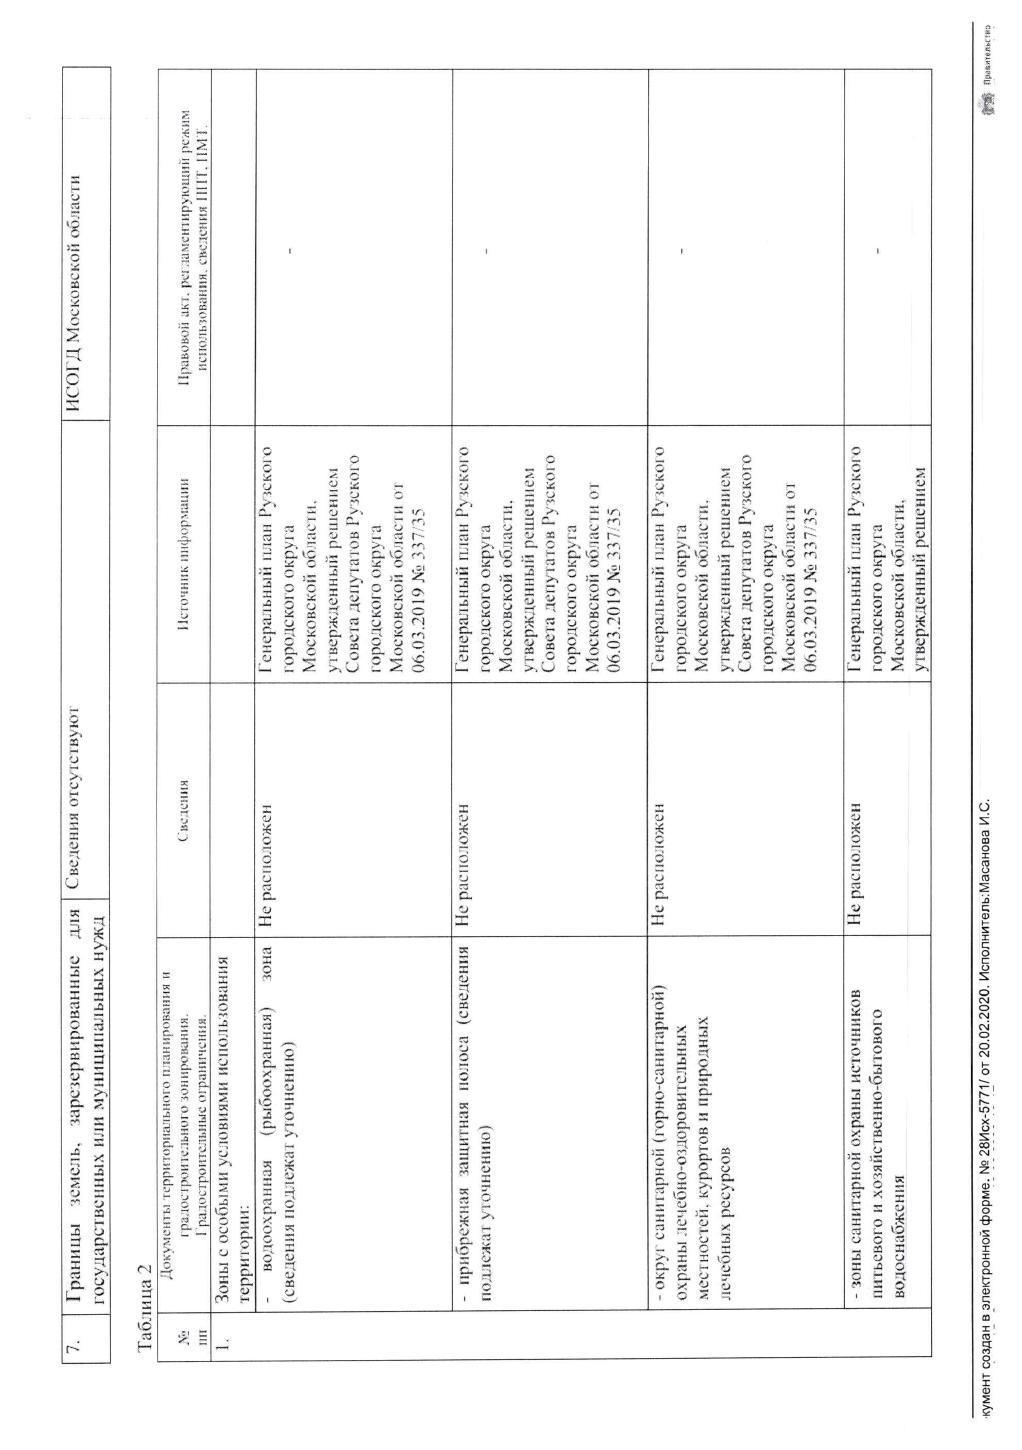 7.
Границы земель, зарезервированные для
государственных или муниципальных нужд
Сведения отсутствуют
ИСОГД Московской области
Таблица 2
№
пп
Документы территориального планирования и
градостроительного зонирования.
Градостроительные ограничения.
Сведения
Источник информации
Правовой акт, регламентирующий режим
использования, сведения ППТ, ПМТ.
1.
Зоны с особыми условиями использования
территории:
- водоохранная (рыбоохранная) зона
(сведения подлежат уточнению)
Не расположен
Генеральный план Рузского
городского округа
Московской области,
утвержденный решением
Совета депутатов Рузского
городского округа
Московской области от
06.03.2019 № 337/35
-
- прибрежная защитная полоса (сведения
подлежат уточнению)
Не расположен
Генеральный план Рузского
городского округа
Московской области,
утвержденный решением
Совета депутатов Рузского
городского округа
Московской области от
06.03.2019 № 337/35
-
- округ санитарной (горно-санитарной)
охраны лечебно-оздоровительных
местностей, курортов и природных
лечебных ресурсов
Не расположен
Генеральный план Рузского
городского округа
Московской области,
утвержденный решением
Совета депутатов Рузского
городского округа
Московской области от
06.03.2019 № 337/35
-
- зоны санитарной охраны источников
питьевого и хозяйственно-бытового
водоснабжения
Не расположен
Генеральный план Рузского
городского округа
Московской области,
утвержденный решением
-
кумент создан в электронной форме. № 28Исх-5771/ от 20.02.2020. Исполнитель:Масанова И.С.
Правительство